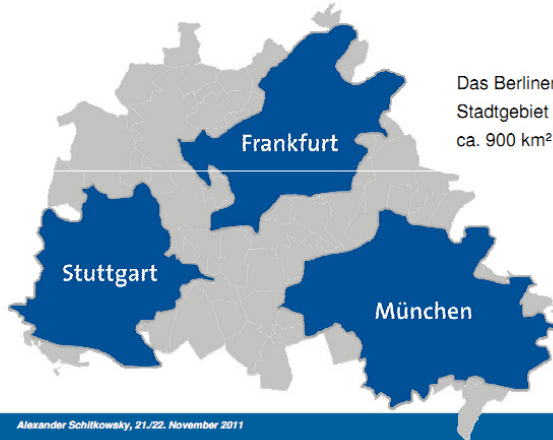 Das Berliner
Stadtgebiet
ca. 900 km²
Frankfurt
Stuttgart
München
Alexander Schitkowsky, 21./22. November 2011